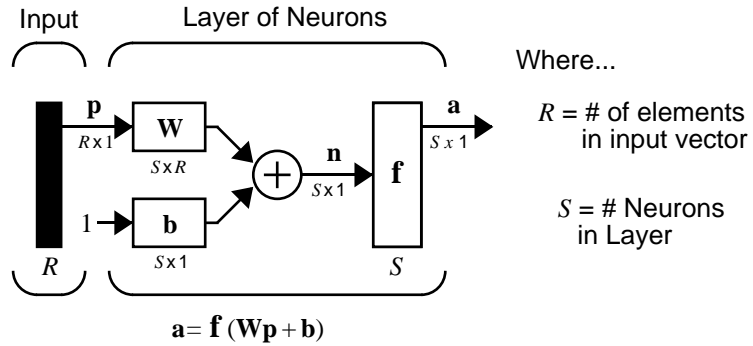 Input
Layer of Neurons
Where...
p
R x 1
W
S x R
n
S x 1
f
a
S x 1
R = # of elements
in input vector
1
b
S x 1
+
S = # Neurons
in Layer
R
S
a= f (Wp + b)